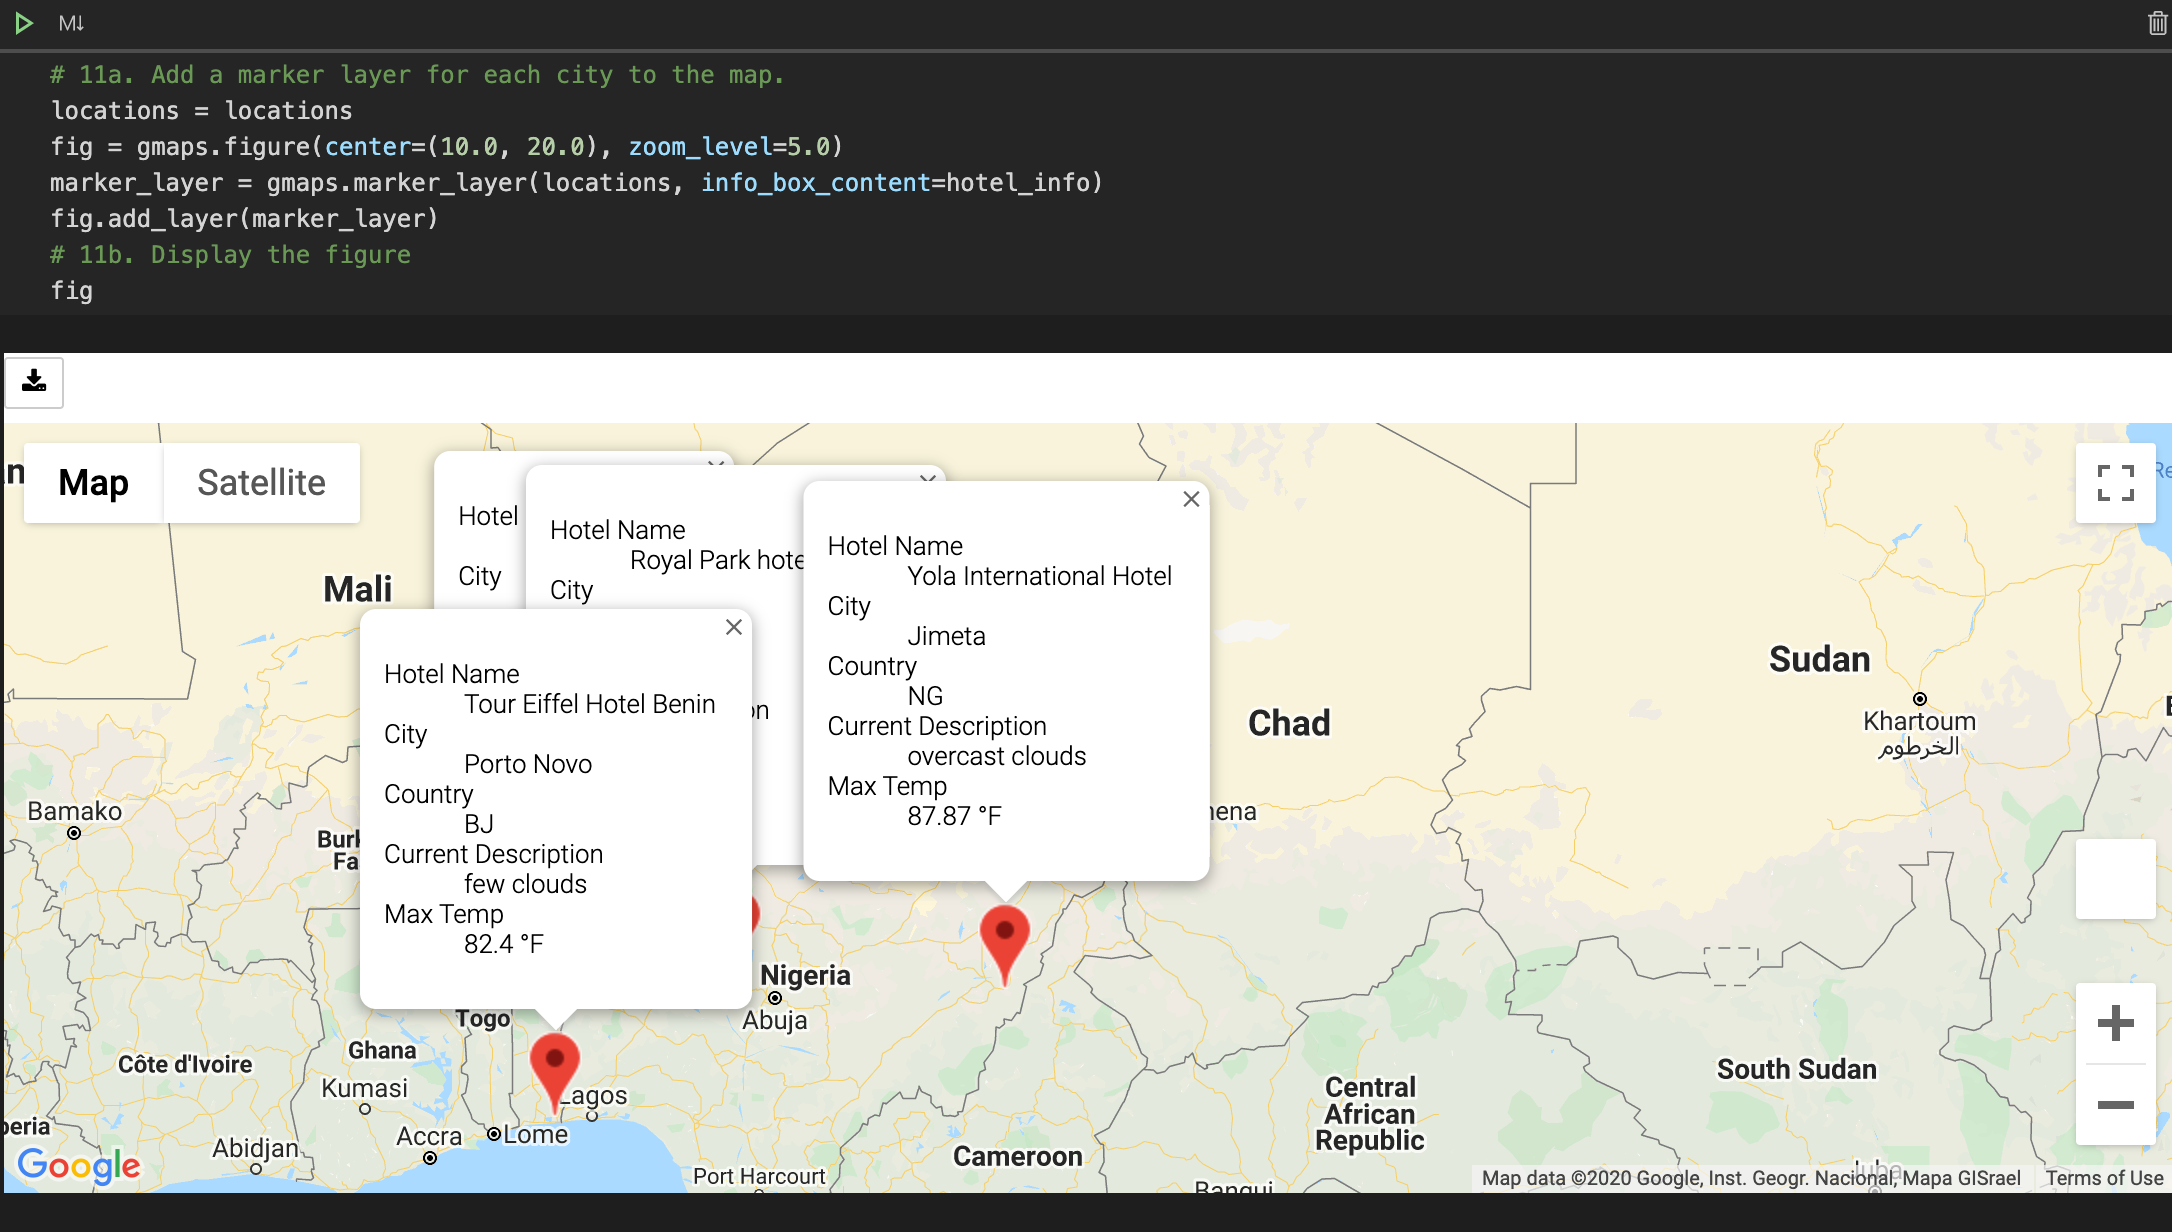 M↓
# 11a. Add a marker layer for each city to the map.
locations = locations
fig = gmaps.figure(center=(10.0, 20.0), zoom_level=5.0)
marker_layer = gmaps.marker_layer(locations, info_box_content=hotel_info)
fig.add_layer(marker_layer)
# 11b. Display the figure
fig
Map
Satellite
Re
Hotel
City
Hotel Name
Royal Park hote
City
on
Hotel Name
Yola International Hotel
City
Jimeta
Country
NG
Current Description
overcast clouds
Max Temp
87.87 °F
Hotel Name
Tour Eiffel Hotel Benin
City
Porto Novo
Country
BJ
Current Description
few clouds
Max Temp
82.4 °F
Mali
Sudan
Chad
Khartoum
الخرطوم
Bamako
Burk
Fa
ena
Nigeria
Abuja
Togo
Ghana
Côte d'Ivoire
Kumasi
Lagos
South Sudan
Central
African
Republic
peria
Accra
Lome
Abidjan
Cameroon
Google
Port Harcourt
Bangui
Juba
Map data ©2020 Google, Inst. Geogr. Nacional, Mapa GISrael
Terms of Use